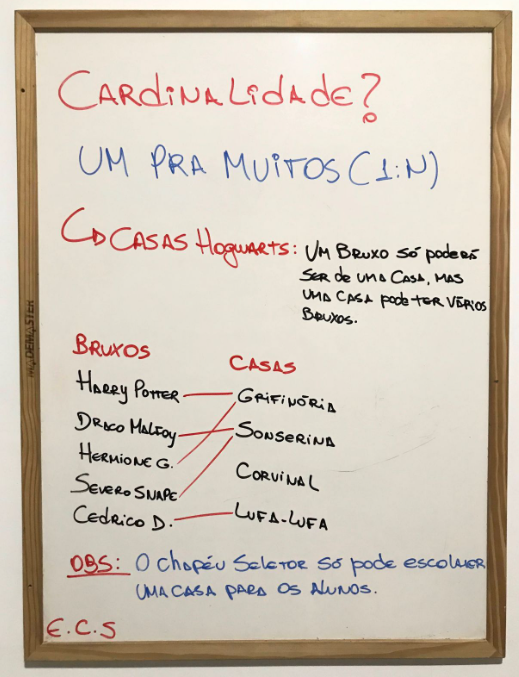 CARDINALIDADE?
UM PRA MUITOS (1:N)
CASAS HOGWARTS: UM BRUXO SÓ PODERÁ
SER DE UMA CASA, MAS
UMA CASA PODE TER VÁRIOS
BRUXOS.
BRUXOS CASAS
HARRY POTTER GRIFINÓRIA
DRACO MALFOY SONSERINA
HERMIONE G. CORVINAL
SEVERO SNAPE
CEDRICO D. LUFA-LUFA
OBS: O CHAPÉU SELETOR SÓ PODE ESCOLHER
UMA CASA PARA OS ALUNOS.
E.C.S
MADEMASTER